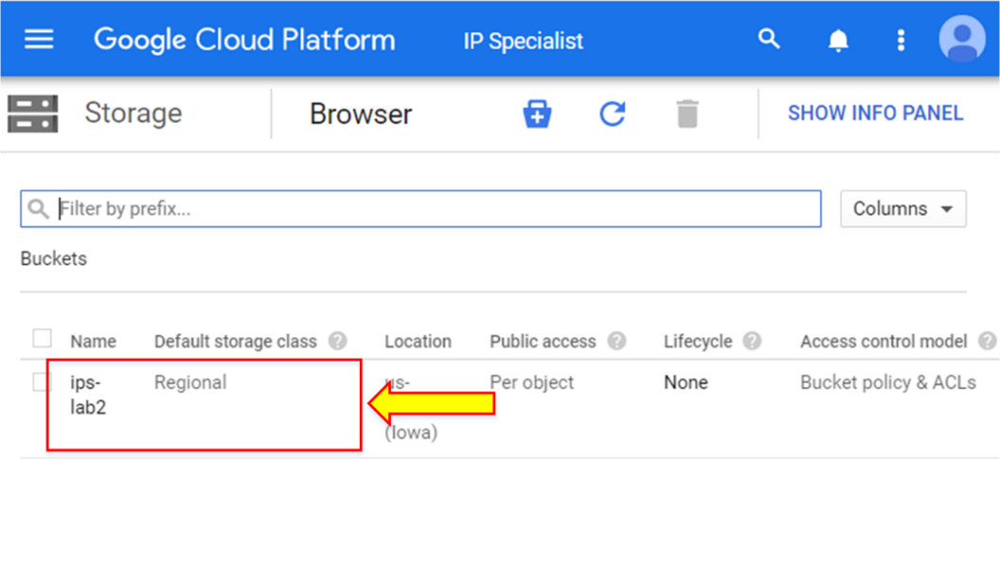 Google Cloud Platform IP Specialist
Storage Browser SHOW INFO PANEL
Filter by prefix... Columns
Buckets
Name Default storage class ? Location Public access ? Lifecycle ? Access control model ?
ips- Regional us- Per object None Bucket policy & ACLs
lab2
(Iowa)